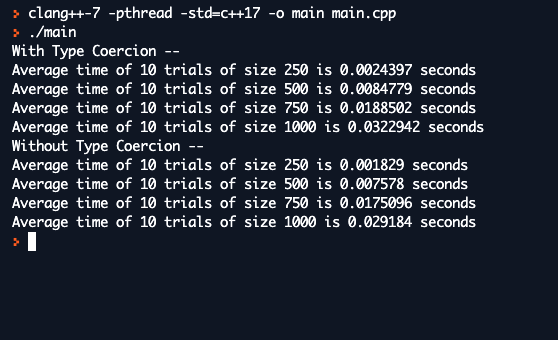 > clang++-7 -pthread -std=c++17 -o main main.cpp
> ./main
With Type Coercion --
Average time of 10 trials of size 250 is 0.0024397 seconds
Average time of 10 trials of size 500 is 0.0084779 seconds
Average time of 10 trials of size 750 is 0.0188502 seconds
Average time of 10 trials of size 1000 is 0.0322942 seconds
Without Type Coercion --
Average time of 10 trials of size 250 is 0.001829 seconds
Average time of 10 trials of size 500 is 0.007578 seconds
Average time of 10 trials of size 750 is 0.0175096 seconds
Average time of 10 trials of size 1000 is 0.029184 seconds
>